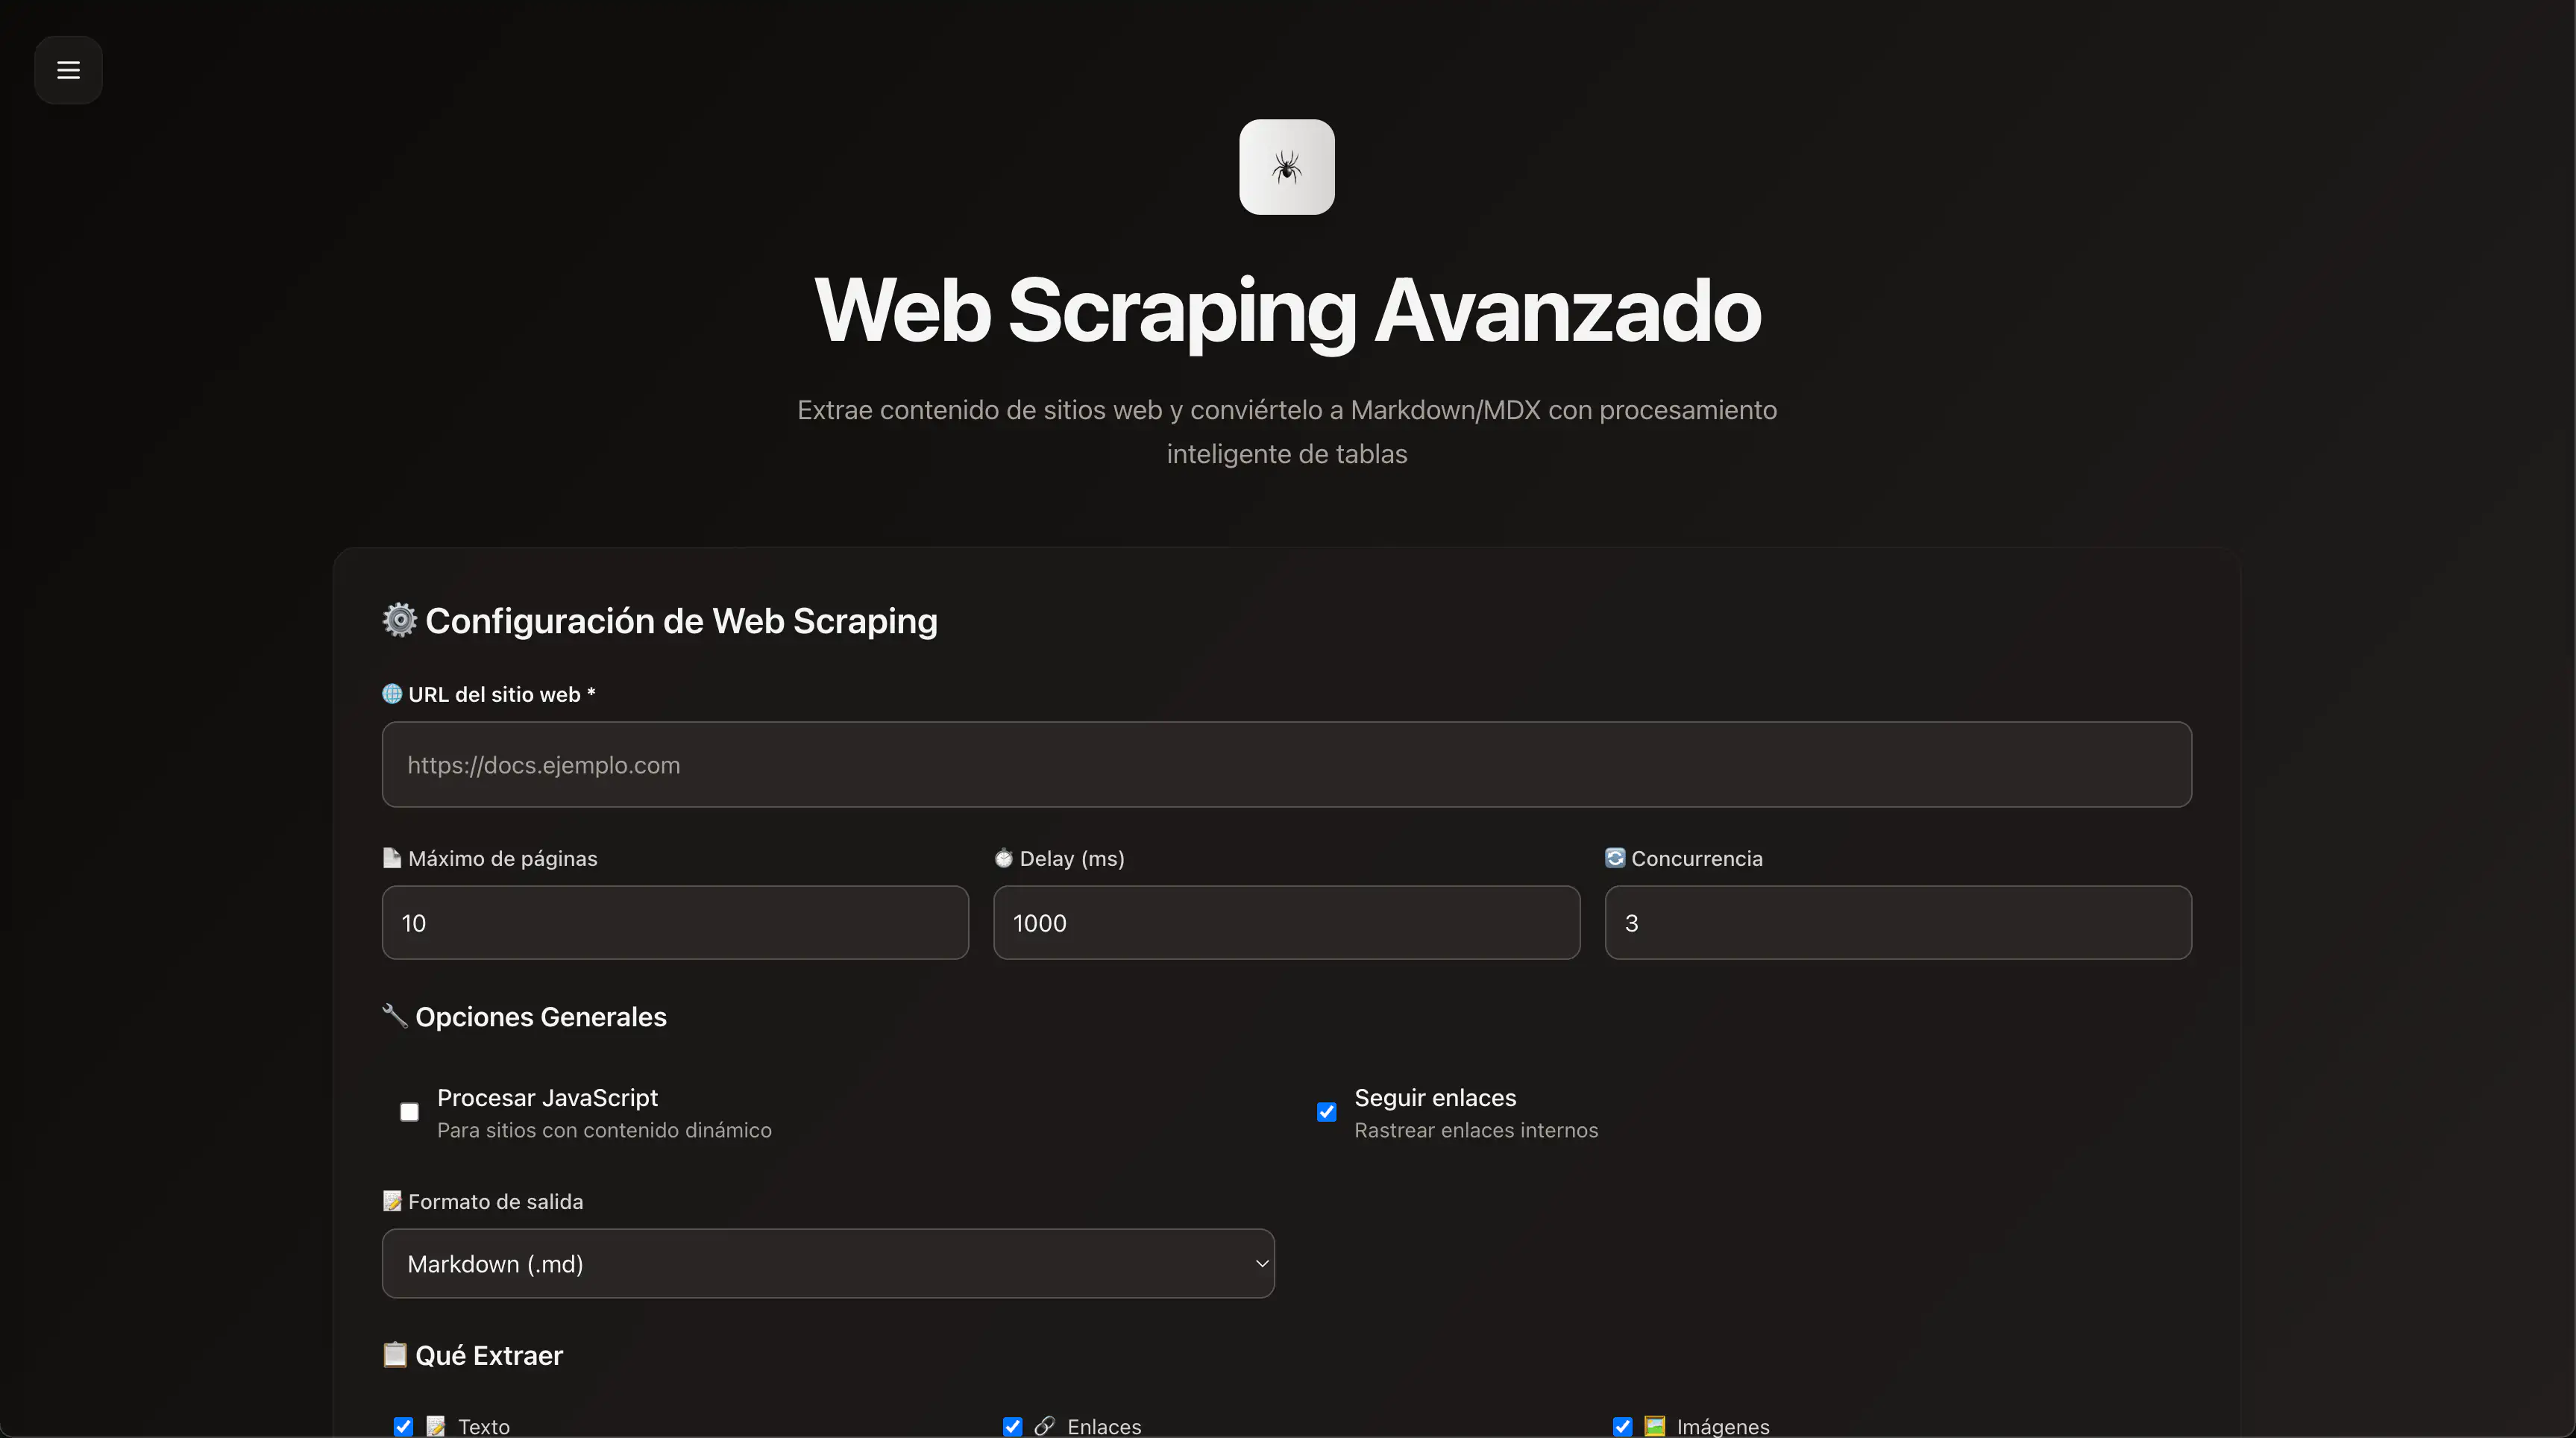 Web Scraping Avanzado
Extrae contenido de sitios web y conviértelo a Markdown/MDX con procesamiento
inteligente de tablas
Configuración de Web Scraping
URL del sitio web *
https://docs.ejemplo.com
Máximo de páginas
10
Delay (ms)
1000
Concurrencia
3
Opciones Generales
Procesar JavaScript
Para sitios con contenido dinámico
Seguir enlaces
Rastrear enlaces internos
Formato de salida
Markdown (.md)
Qué Extraer
Texto
Enlaces
Imágenes